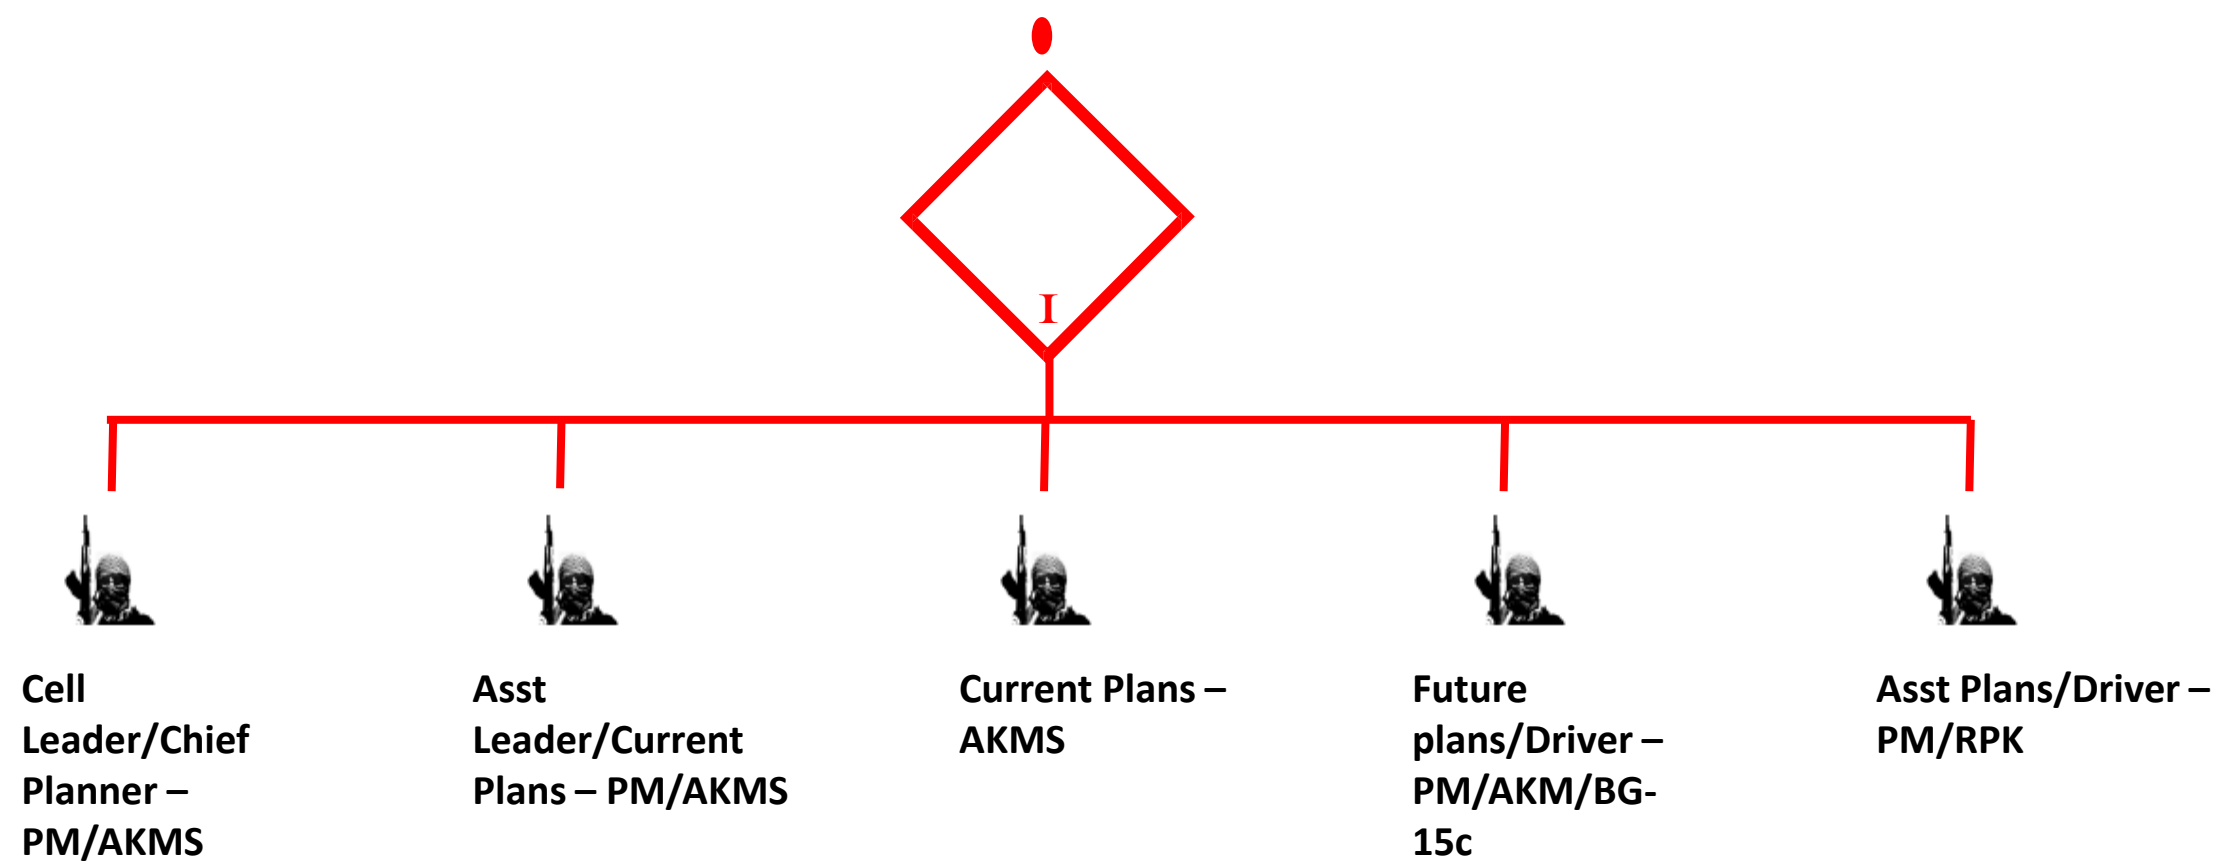 I
Cell
Leader/Chief
Planner –
PM/AKMS
Asst
Leader/Current
Plans – PM/AKMS
Current Plans –
AKMS
Future
plans/Driver –
PM/AKM/BG-
15c
Asst Plans/Driver –
PM/RPK